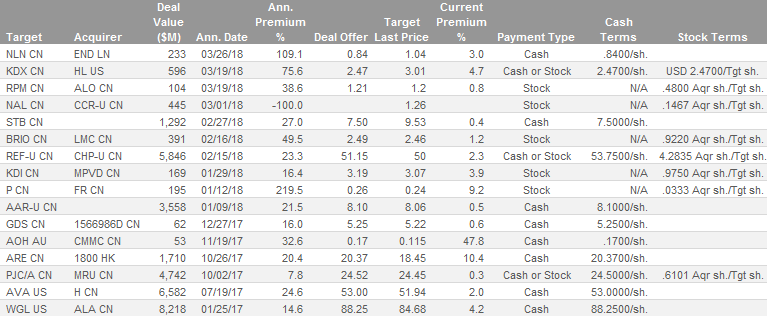 Deal Ann. Current
Value Premium Target Premium Cash
Target Acquirer ($M) Ann. Date % Deal Offer Last Price % Payment Type Terms Stock Terms
NLN CN END LN 233 03/26/18 109.1 0.84 1.04 3.0 Cash .8400/sh.
KDX CN HL US 596 03/19/18 75.6 2.47 3.01 4.7 Cash or Stock 2.4700/sh. USD 2.4700/Tgt sh.
RPM CN ALO CN 104 03/19/18 38.6 1.21 1.2 0.8 Stock N/A .4800 Aqr sh./Tgt sh.
NAL CN CCR-U CN 445 03/01/18 -100.0 1.26 Stock N/A .1467 Aqr sh./Tgt sh.
STB CN 1,292 02/27/18 27.0 7.50 9.53 0.4 Cash 7.5000/sh.
BRIO CN LMC CN 391 02/16/18 49.5 2.49 2.46 1.2 Stock N/A .9220 Aqr sh./Tgt sh.
REF-U CN CHP-U CN 5,846 02/15/18 23.3 51.15 50 2.3 Cash or Stock 53.7500/sh. 4.2835 Aqr sh./Tgt sh.
KDI CN MPVD CN 169 01/29/18 16.4 3.19 3.07 3.9 Stock N/A .9750 Aqr sh./Tgt sh.
P CN FR CN 195 01/12/18 219.5 0.26 0.24 9.2 Stock N/A .0333 Aqr sh./Tgt sh.
AAR-U CN 3,558 01/09/18 21.5 8.10 8.06 0.5 Cash 8.1000/sh.
GDS CN 1566986D CN 62 12/27/17 16.0 5.25 5.22 0.6 Cash 5.2500/sh.
AOH AU CMMC CN 53 11/19/17 32.6 0.17 0.115 47.8 Cash .1700/sh.
ARE CN 1800 HK 1,710 10/26/17 20.4 20.37 18.45 10.4 Cash 20.3700/sh.
PJC/A CN MRU CN 4,742 10/02/17 7.8 24.52 24.45 0.3 Cash or Stock 24.5000/sh. .6101 Aqr sh./Tgt sh.
AVA US H CN 6,582 07/19/17 24.6 53.00 51.94 2.0 Cash 53.0000/sh.
WGL US ALA CN 8,218 01/25/17 14.6 88.25 84.68 4.2 Cash 88.2500/sh.